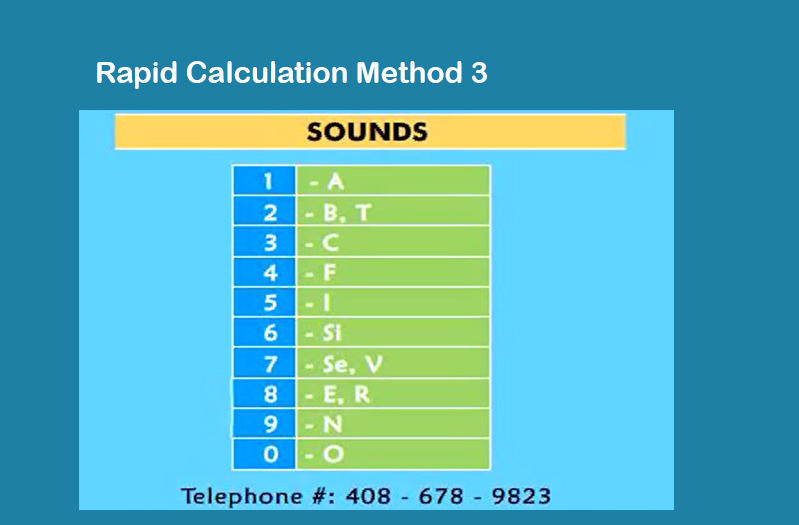 Rapid Calculation Method 3
SOUNDS
1 - A
2 - B, T
3 - C
4 - F
5 - I
6 - Si
7 - Se, V
8 - E, R
9 - N
0 - O
Telephone #: 408 - 678 - 9823